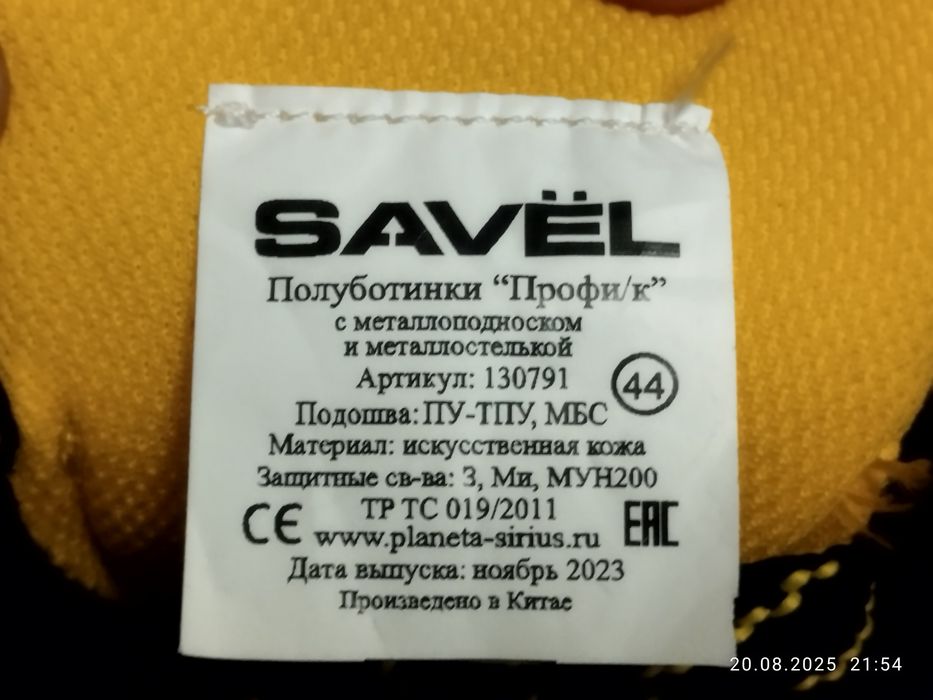 SAVЁL
Полуботинки “Профи/к”
с металлоподноском
и металлостелькой
Артикул: 130791
44
Подошва: ПУ-ТПУ, МБС
Материал: искусственная кожа
Защитные св-ва: З, Ми, МУН200
ТР ТС 019/2011
CE www.planeta-sirius.ru EAC
Дата выпуска: ноябрь 2023
Произведено в Китае
20.08.2025 21:54